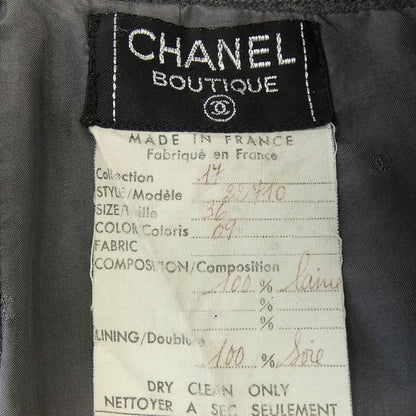 CHANEL
BOUTIQUE
MADE IN FRANCE
Fabriqué en France
Collection 17
STYLE/Modèle 29710
SIZE/Taille 36
COLOR/Coloris 09
FABRIC
COMPOSITION/Composition
100 % laine
%
%
LINING/Doublure
100 % Soie
DRY CLEAN ONLY
NETTOYER A SEC SEULEMENT